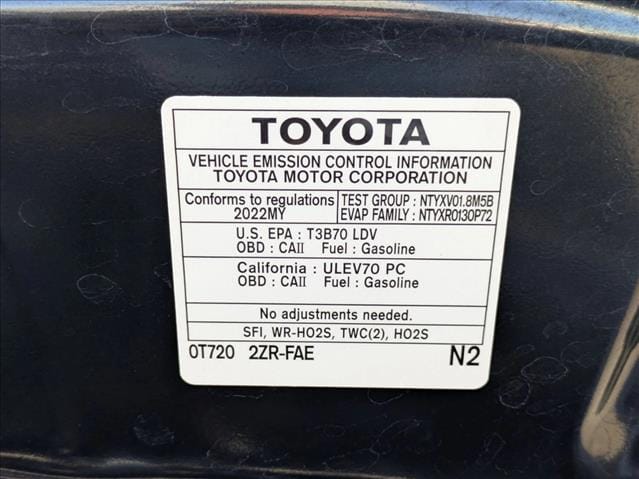 TOYOTA
VEHICLE EMISSION CONTROL INFORMATION
TOYOTA MOTOR CORPORATION
Conforms to regulations
2022MY
TEST GROUP : NTYXV01.8M5B
EVAP FAMILY : NTYXR0130P72
U.S. EPA : T3B70 LDV
OBD : CAII Fuel : Gasoline
California : ULEV70 PC
OBD : CAII Fuel : Gasoline
No adjustments needed.
SFI, WR-HO2S, TWC(2), HO2S
0T720 2ZR-FAE N2